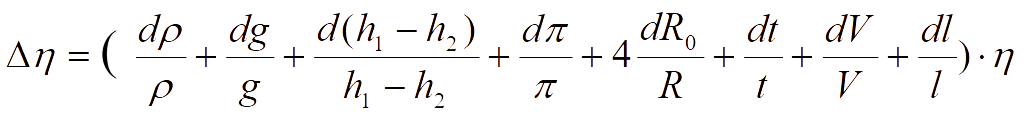 Δη = ( dρ/ρ + dg/g + d(h₁ − h₂)/(h₁ − h₂) + dπ/π + 4 dR₀/R + dt/t + dV/V + dl/l ) · η